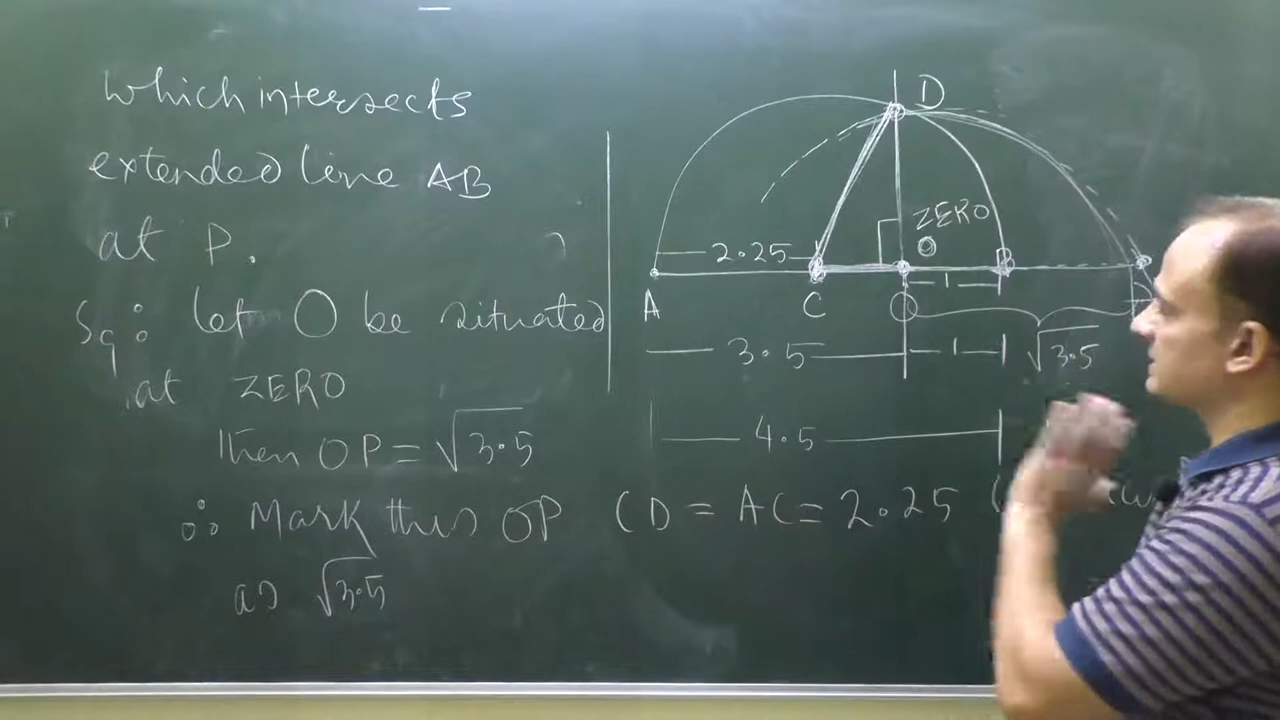 which intersects
extended line AB
at P.
Sq: let O be situated
at ZERO
Then OP = √3.5
∴ Mark this OP
as √3.5
D
ZERO
O
2.25
B
1
A
C
O
3.5
1
√3.5
4.5
CD = AC = 2.25